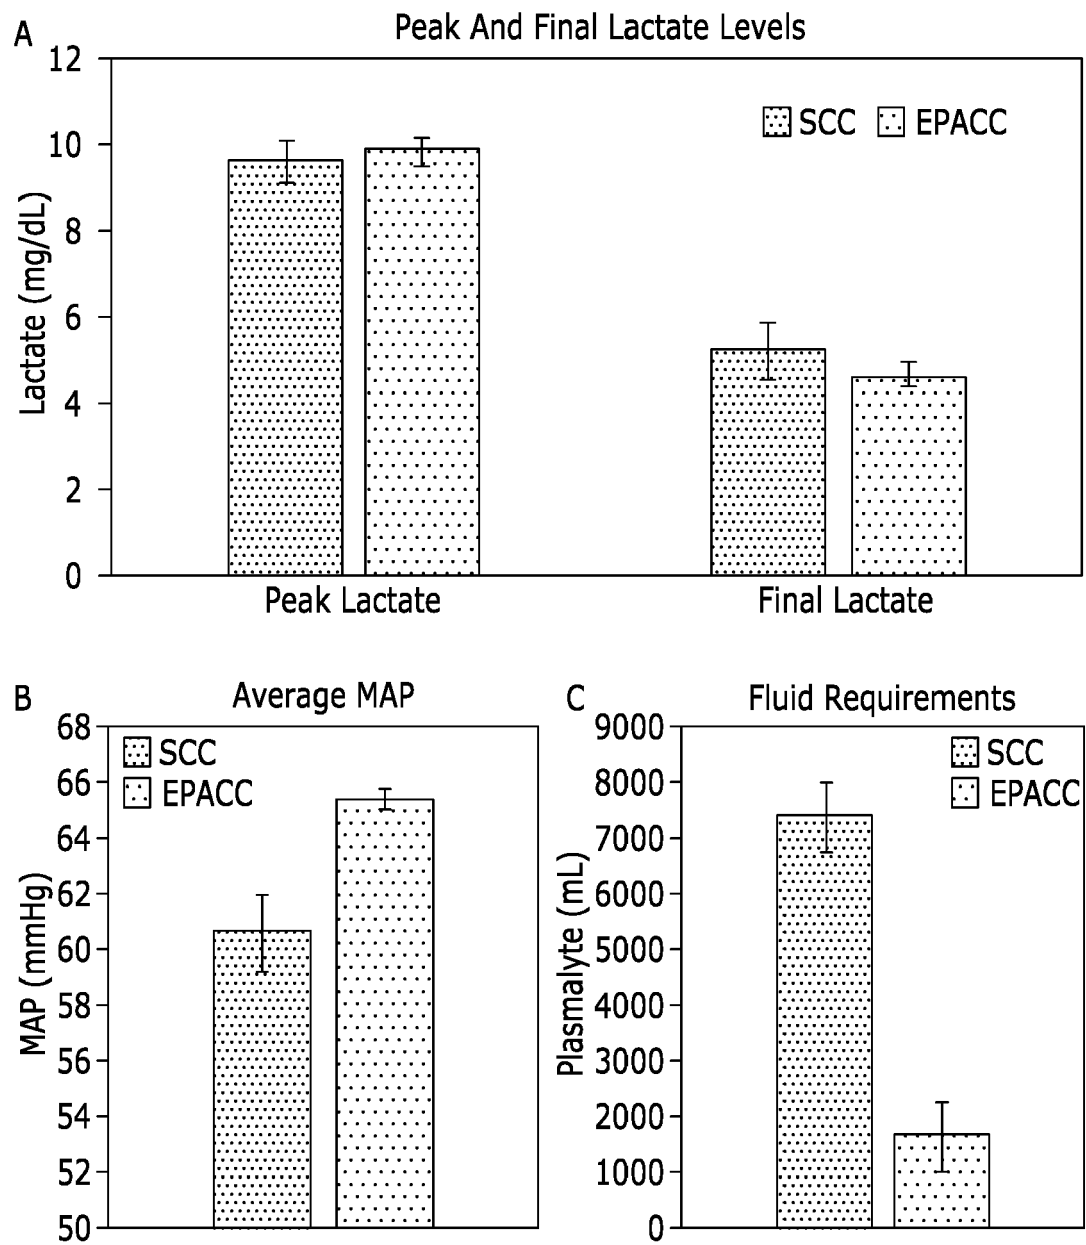 A
Peak And Final Lactate Levels
12
10
8
6
4
2
0
Lactate (mg/dL)
SCC EPACC
Peak Lactate Final Lactate
B
Average MAP
68
66
64
62
60
58
56
54
52
50
MAP (mmHg)
SCC
EPACC
C
Fluid Requirements
9000
8000
7000
6000
5000
4000
3000
2000
1000
0
Plasmalyte (mL)
SCC
EPACC